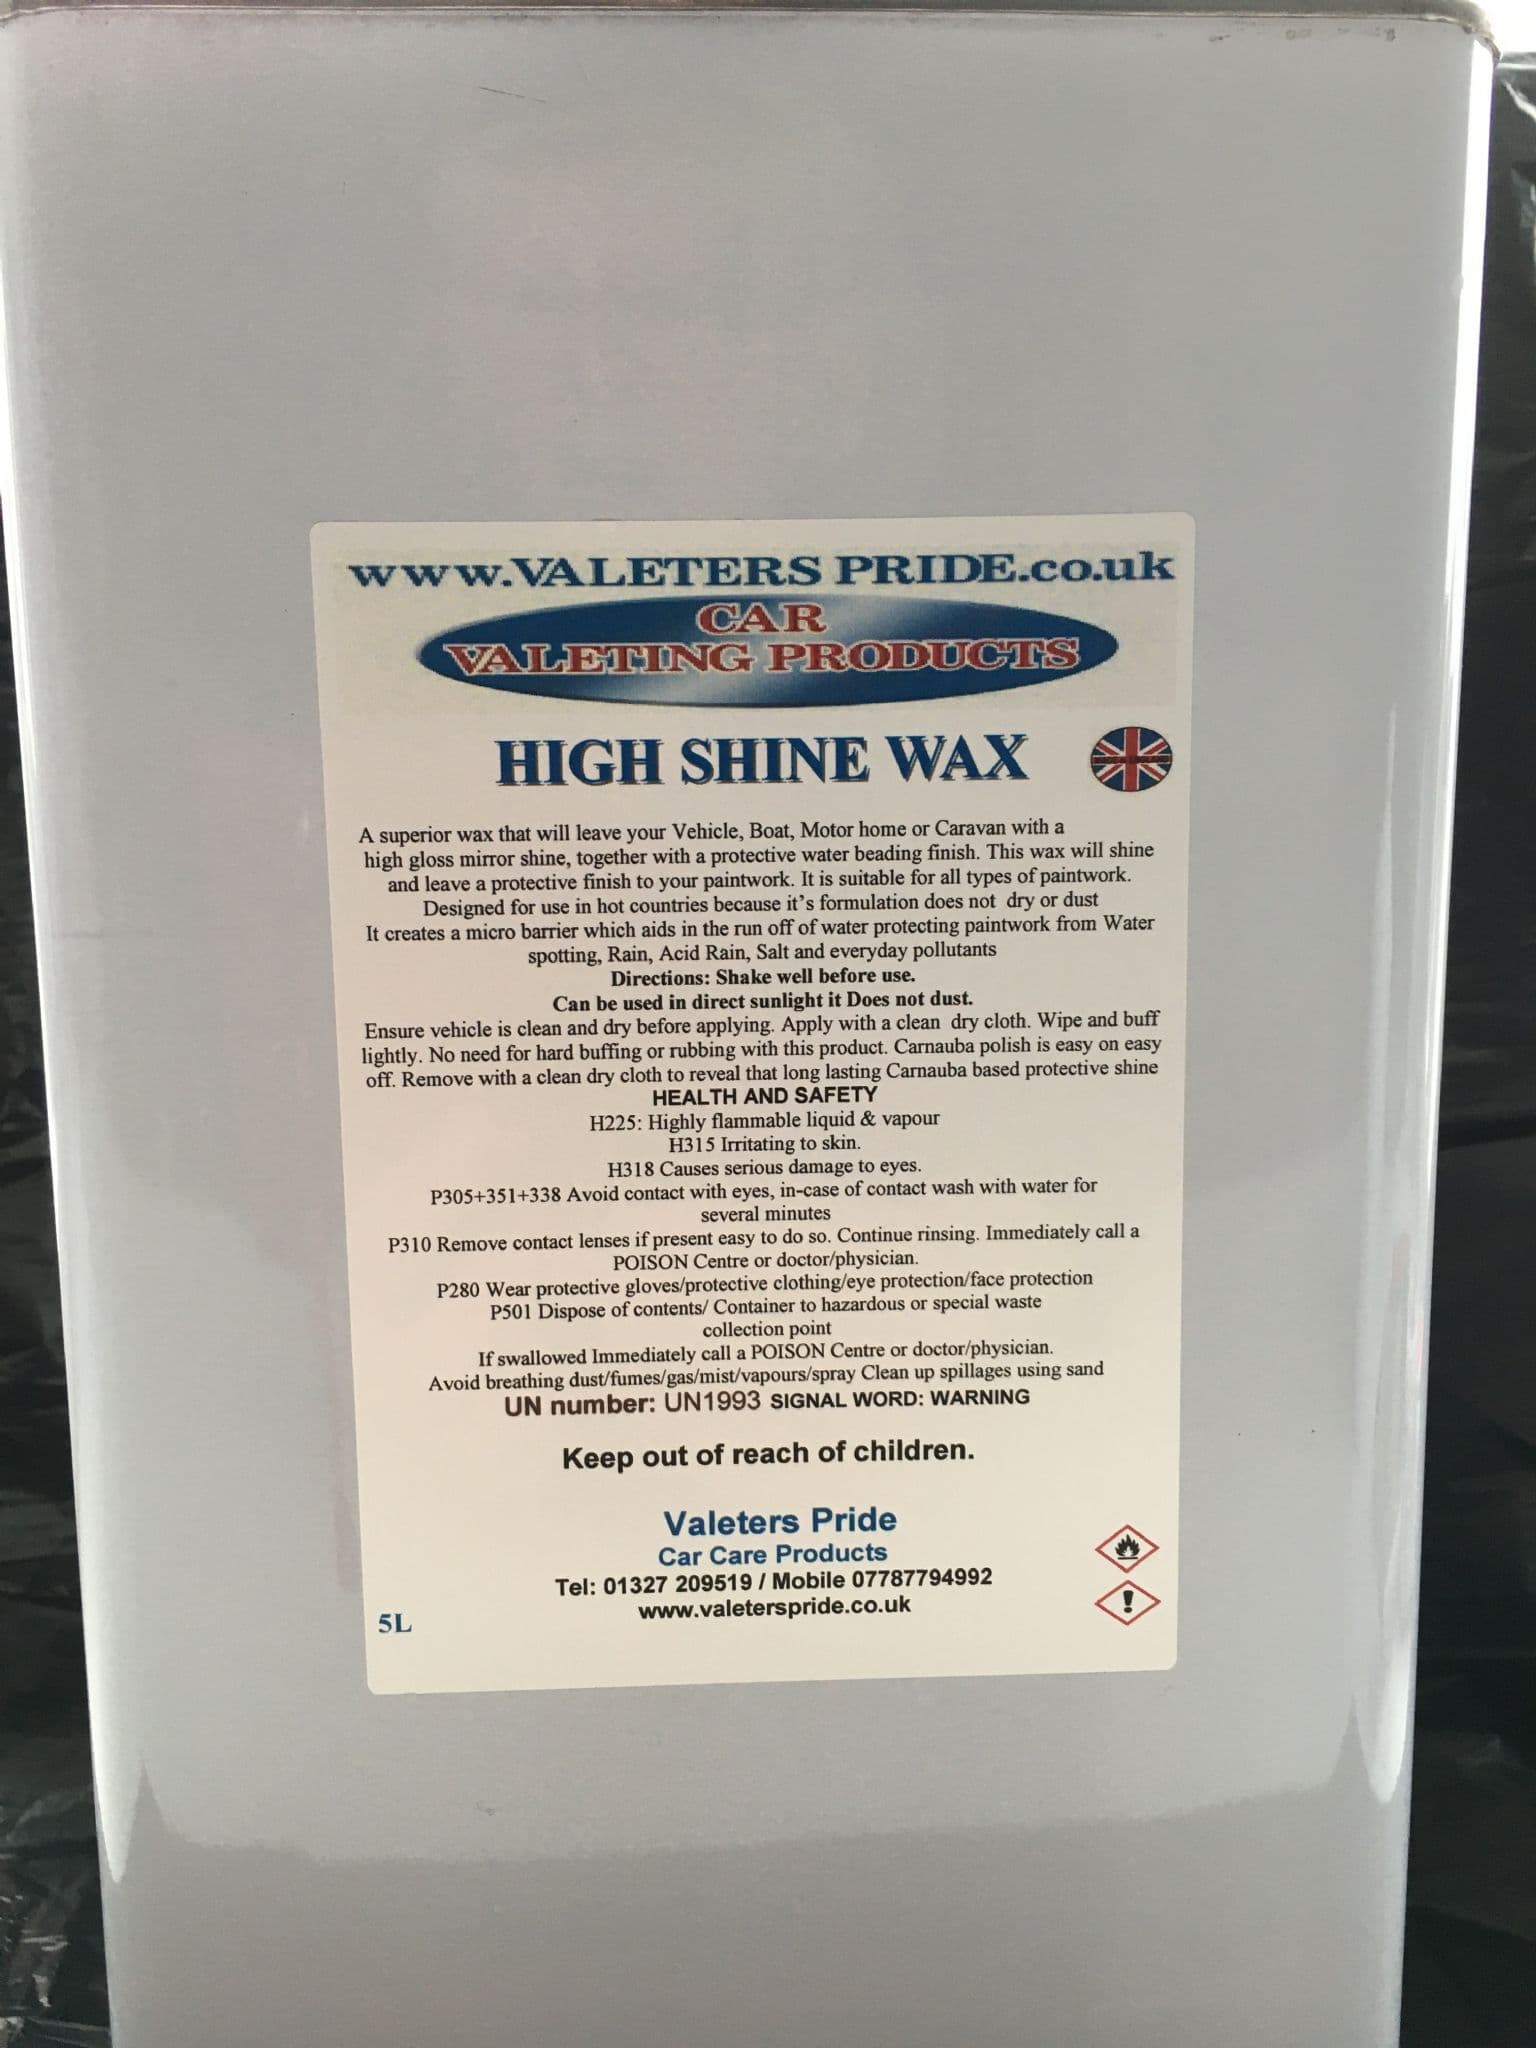 www.VALETERS PRIDE.co.uk
CAR
VALETING PRODUCTS
HIGH SHINE WAX
A superior wax that will leave your Vehicle, Boat, Motor home or Caravan with a
high gloss mirror shine, together with a protective water beading finish. This wax will shine
and leave a protective finish to your paintwork. It is suitable for all types of paintwork.
Designed for use in hot countries because it’s formulation does not dry or dust
It creates a micro barrier which aids in the run off of water protecting paintwork from Water
spotting, Rain, Acid Rain, Salt and everyday pollutants
Directions: Shake well before use.
Can be used in direct sunlight it Does not dust.
Ensure vehicle is clean and dry before applying. Apply with a clean dry cloth. Wipe and buff
lightly. No need for hard buffing or rubbing with this product. Carnauba polish is easy on easy
off. Remove with a clean dry cloth to reveal that long lasting Carnauba based protective shine
HEALTH AND SAFETY
H225: Highly flammable liquid & vapour
H315 Irritating to skin.
H318 Causes serious damage to eyes.
P305+351+338 Avoid contact with eyes, in-case of contact wash with water for
several minutes
P310 Remove contact lenses if present easy to do so. Continue rinsing. Immediately call a
POISON Centre or doctor/physician.
P280 Wear protective gloves/protective clothing/eye protection/face protection
P501 Dispose of contents/ Container to hazardous or special waste
collection point
If swallowed Immediately call a POISON Centre or doctor/physician.
Avoid breathing dust/fumes/gas/mist/vapours/spray Clean up spillages using sand
UN number: UN1993 SIGNAL WORD: WARNING
Keep out of reach of children.
Valeters Pride
Car Care Products
Tel: 01327 209519 / Mobile 07787794992
www.valeterspride.co.uk
5L